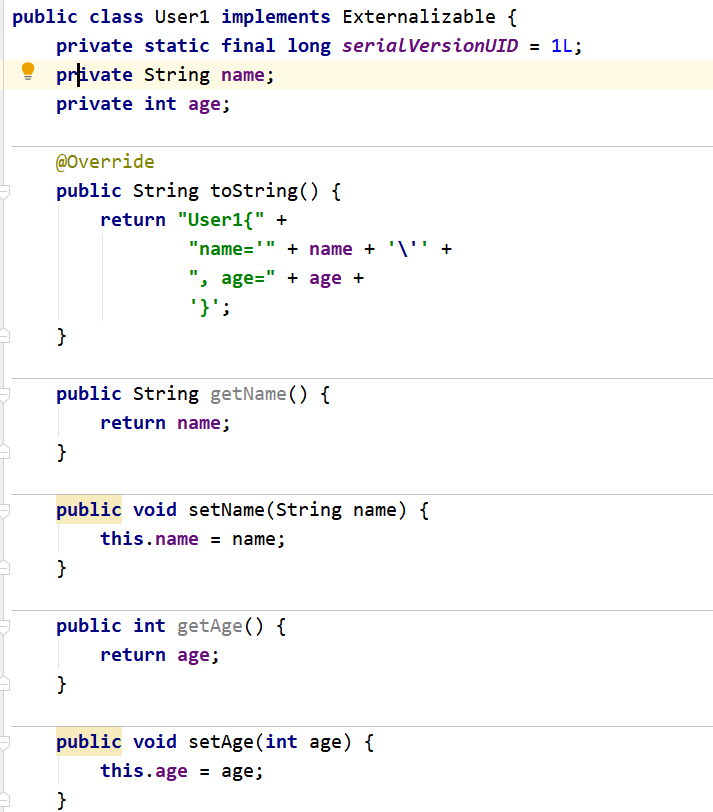 public class User1 implements Externalizable {
    private static final long serialVersionUID = 1L;
    private String name;
    private int age;

    @Override
    public String toString() {
        return "User1{" +
                "name='" + name + '\'' +
                ", age=" + age +
                '}';
    }

    public String getName() {
        return name;
    }

    public void setName(String name) {
        this.name = name;
    }

    public int getAge() {
        return age;
    }

    public void setAge(int age) {
        this.age = age;
    }